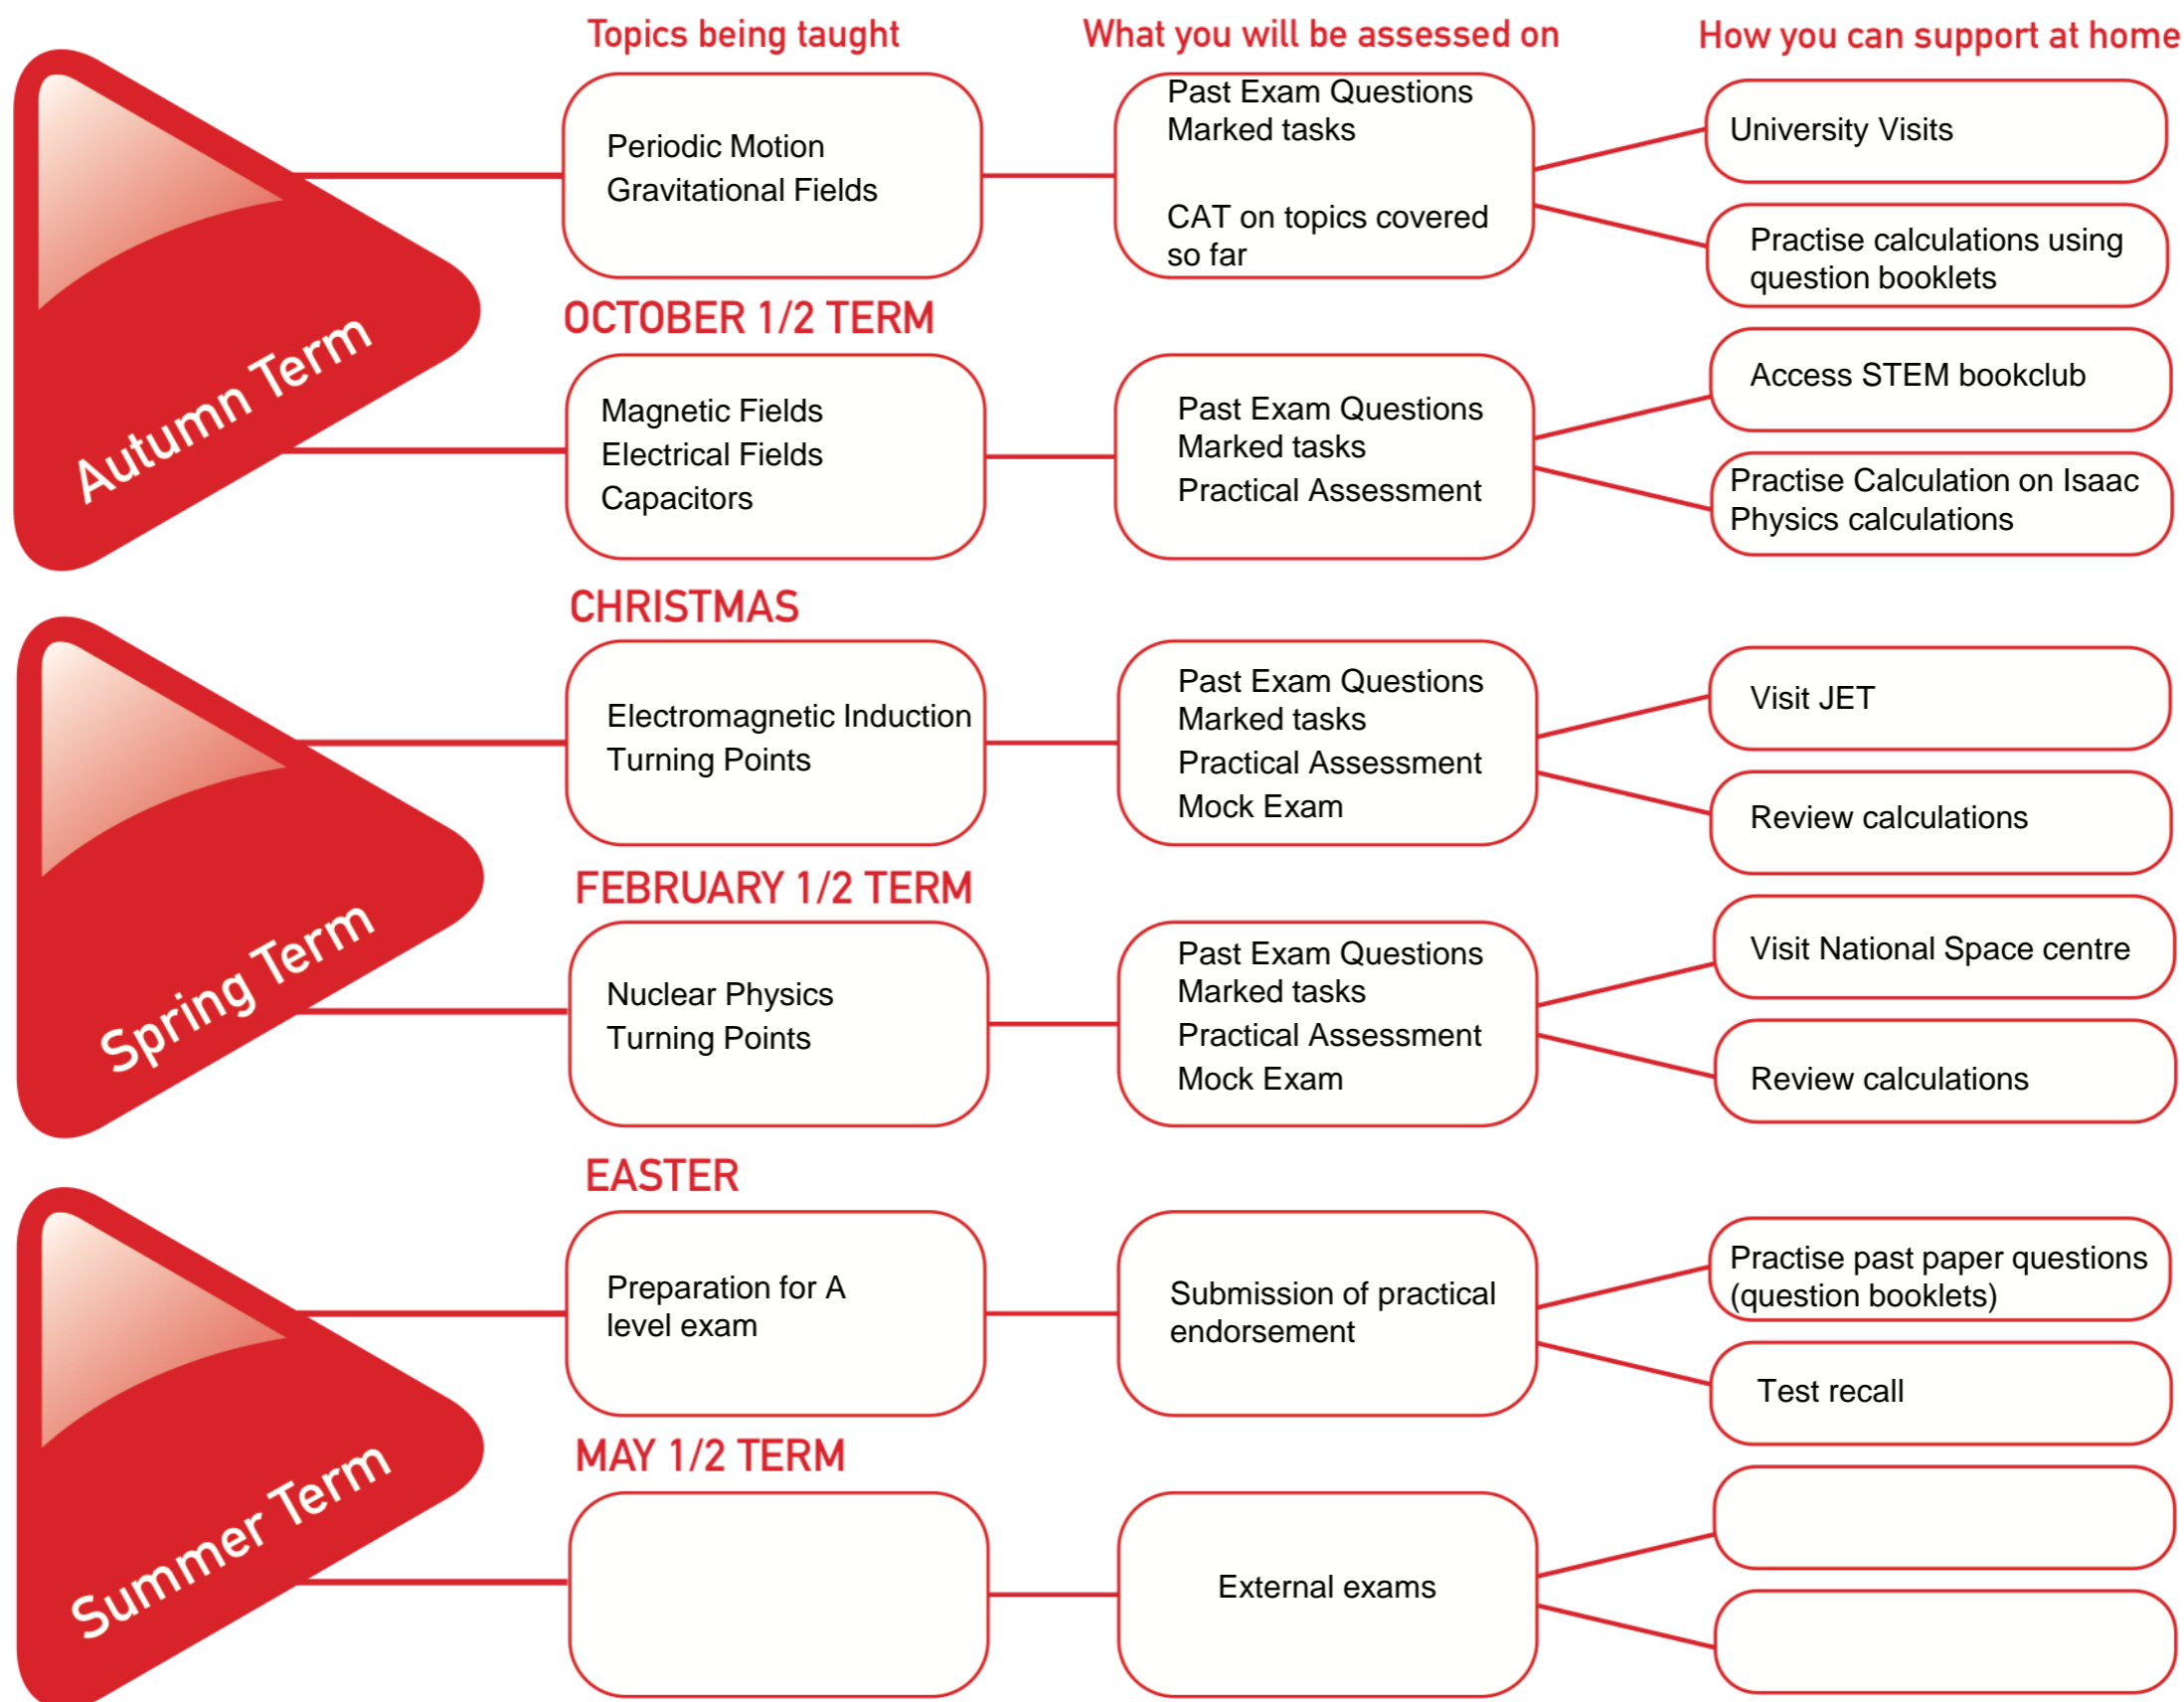 Topics being taught
What you will be assessed on
How you can support at home
Autumn Term
Periodic Motion
Gravitational Fields
Past Exam Questions
Marked tasks
CAT on topics covered
so far
University Visits
Practise calculations using
question booklets
OCTOBER 1/2 TERM
Magnetic Fields
Electrical Fields
Capacitors
Past Exam Questions
Marked tasks
Practical Assessment
Access STEM bookclub
Practise Calculation on Isaac
Physics calculations
CHRISTMAS
Spring Term
Electromagnetic Induction
Turning Points
Past Exam Questions
Marked tasks
Practical Assessment
Mock Exam
Visit JET
Review calculations
FEBRUARY 1/2 TERM
Nuclear Physics
Turning Points
Past Exam Questions
Marked tasks
Practical Assessment
Mock Exam
Visit National Space centre
Review calculations
EASTER
Summer Term
Preparation for A
level exam
Submission of practical
endorsement
Practise past paper questions
(question booklets)
Test recall
MAY 1/2 TERM
External exams